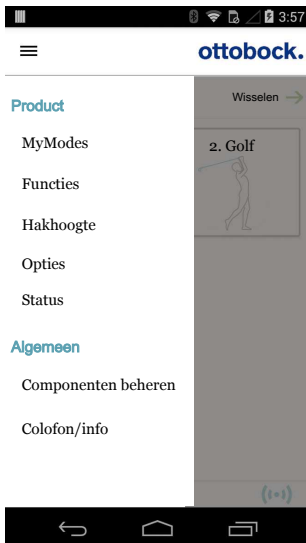 3:57
ottobock.
Product
Wisselen
MyModes
2. Golf
Functies
Hakhoogte
Opties
Status
Algemeen
Componenten beheren
Colofon/info